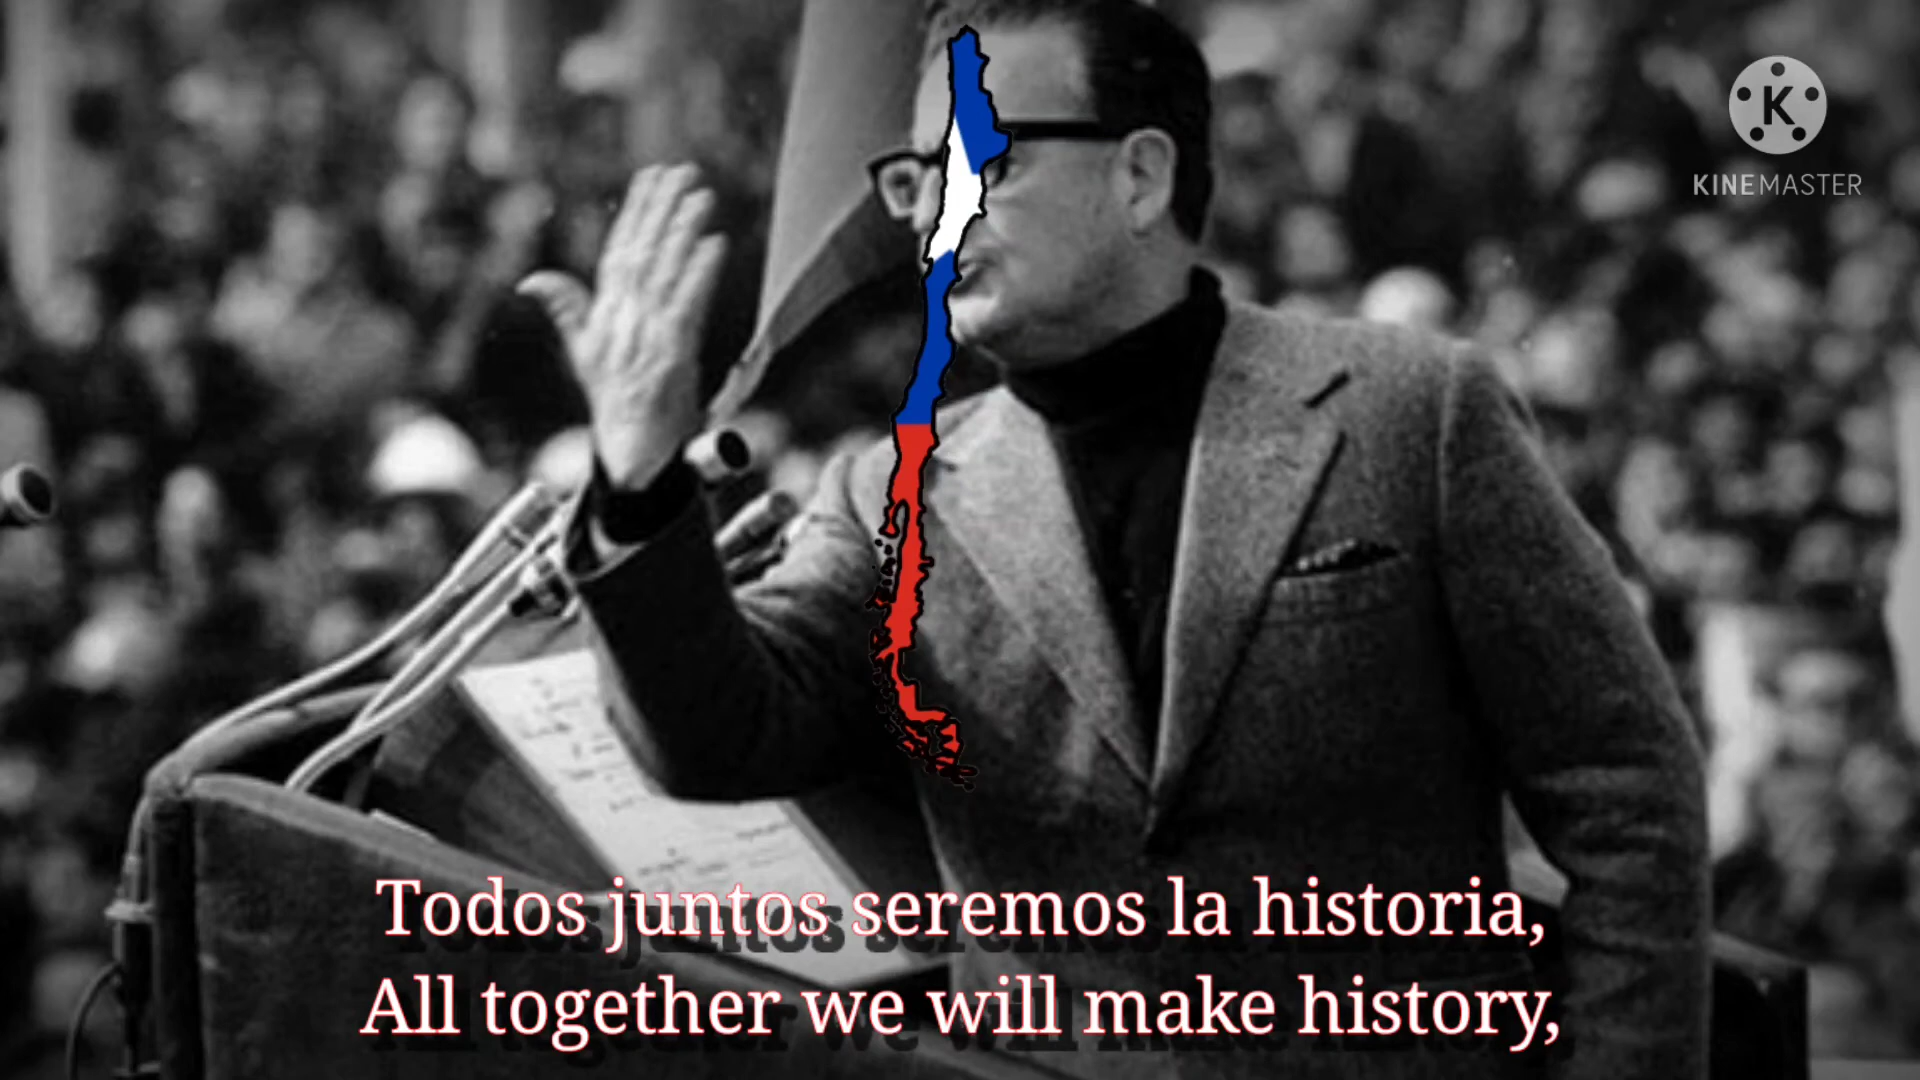 K
KINEMASTER
Todos juntos seremos la historia,
All together we will make history,